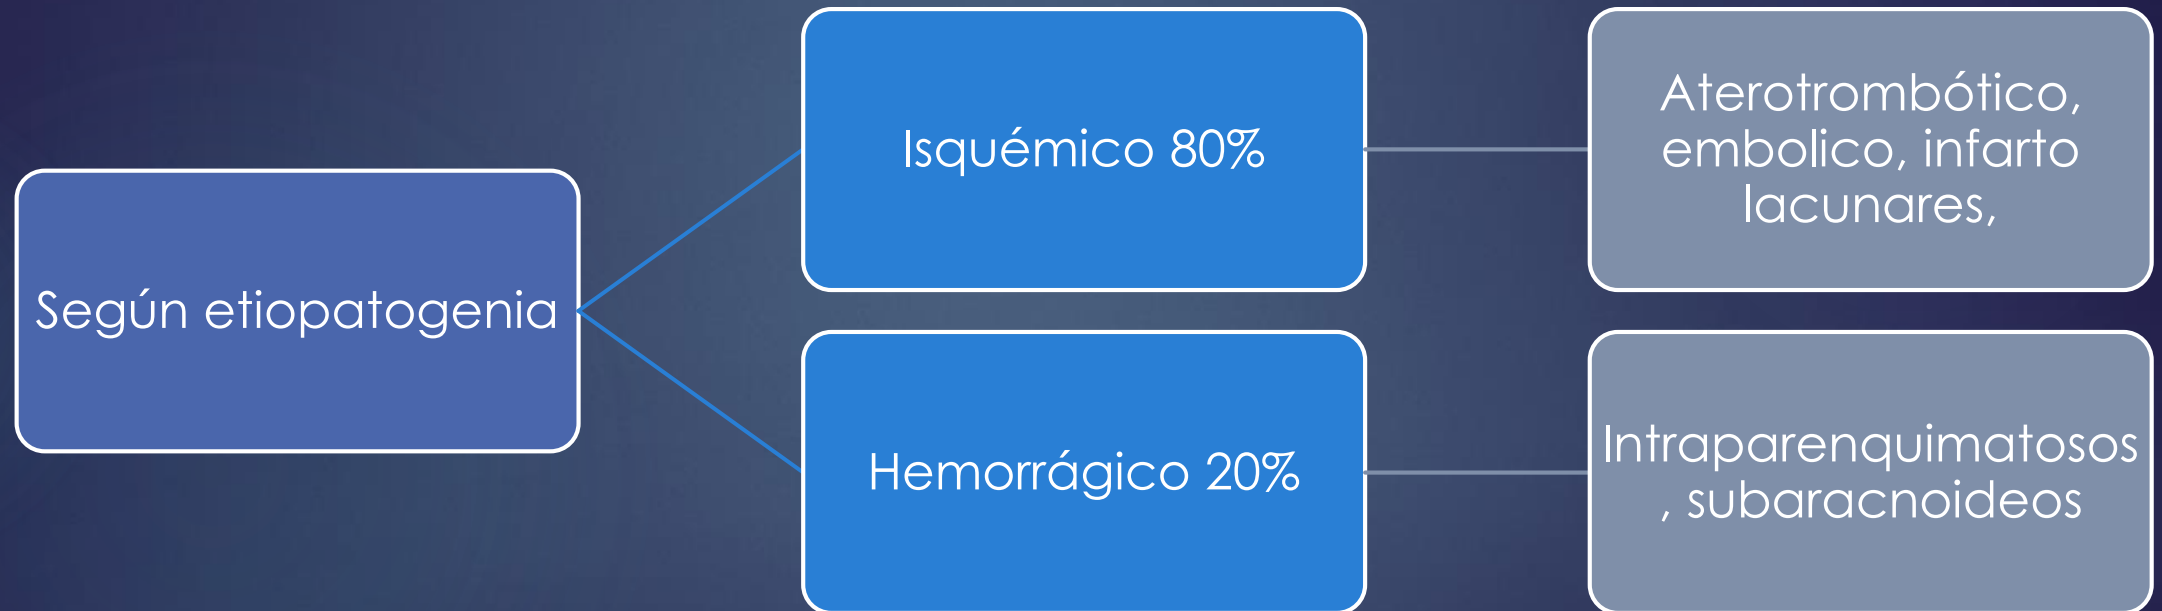 Según etiopatogenia
Isquémico 80%
Aterotrombótico,
embolico, infarto
lacunares,
Hemorrágico 20%
Intraparenquimatosos
, subaracnoideos